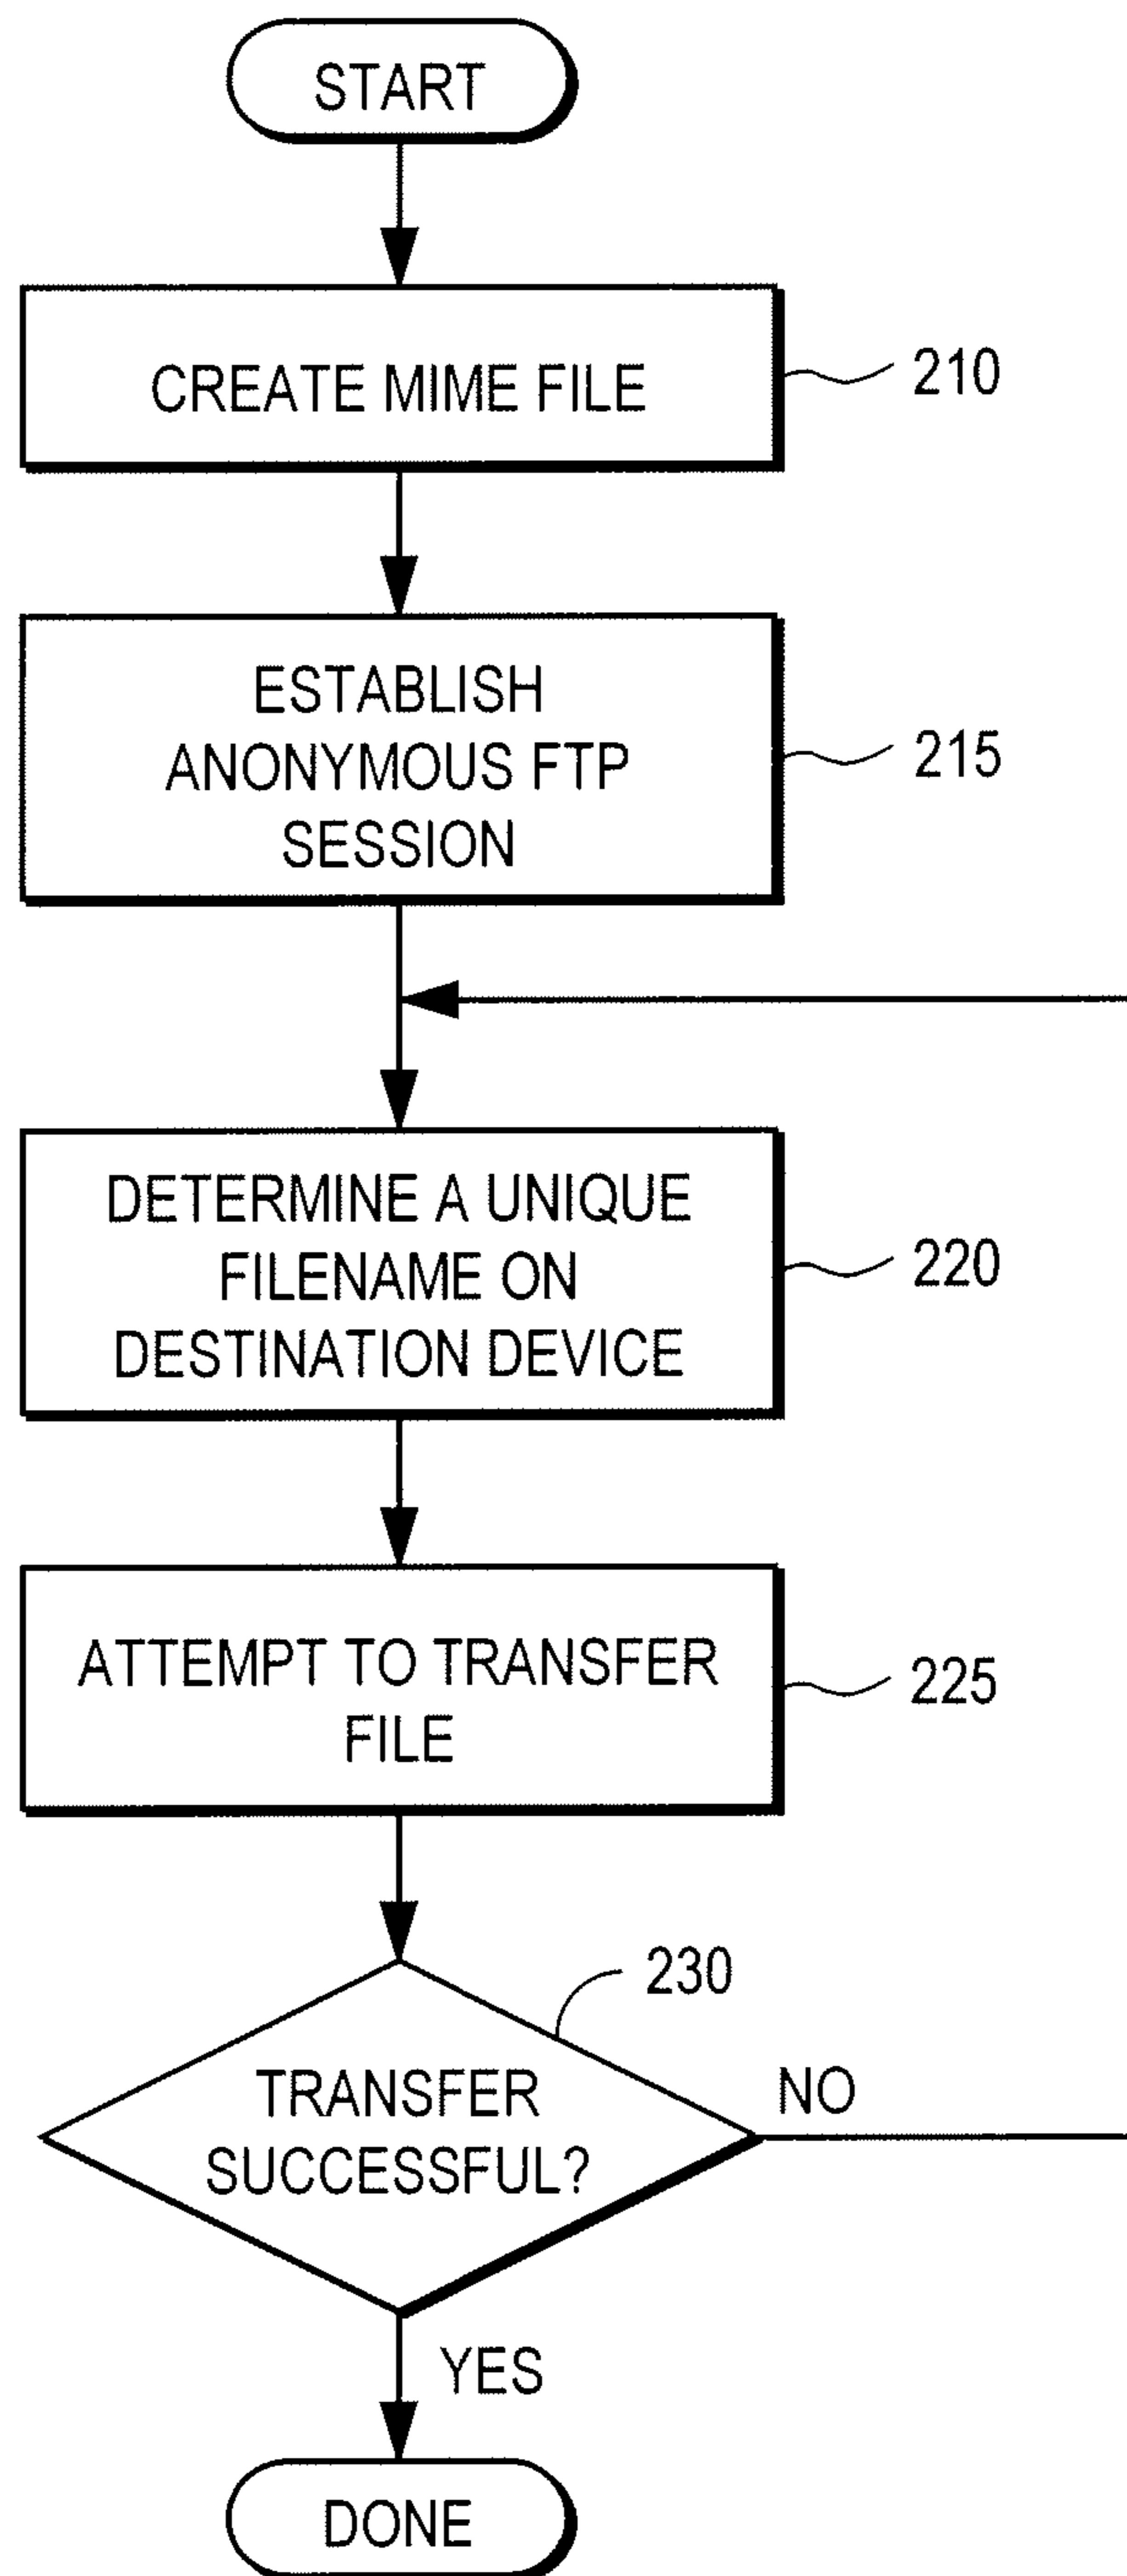 START
CREATE MIME FILE
210
ESTABLISH
ANONYMOUS FTP
SESSION
215
DETERMINE A UNIQUE
FILENAME ON
DESTINATION DEVICE
220
ATTEMPT TO TRANSFER
FILE
225
230
TRANSFER
SUCCESSFUL?
NO
YES
DONE